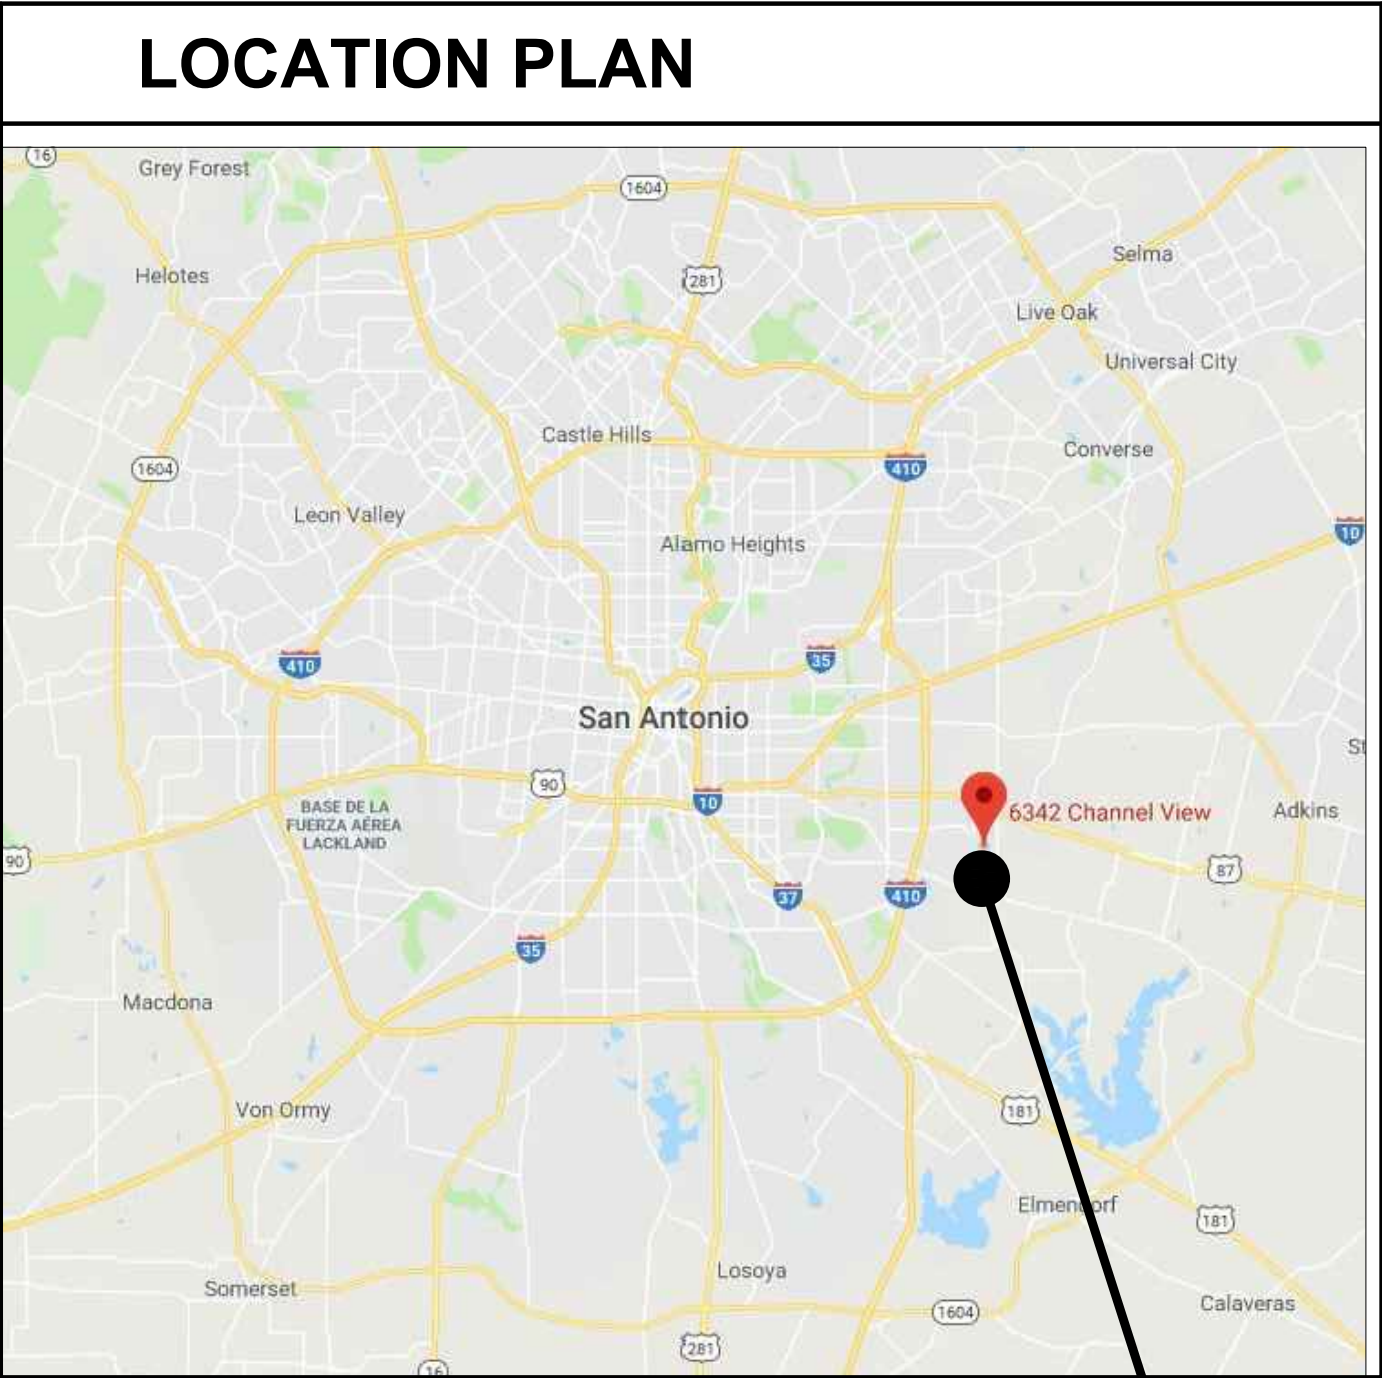 LOCATION PLAN
16
Grey Forest
1604
Selma
Helotes
281
Live Oak
Universal City
Castle Hills
Converse
410
1604
Leon Valley
10
Alamo Heights
410
35
San Antonio
St
90
10
6342 Channel View
Adkins
BASE DE LA
FUERZA AÉREA
LACKLAND
90
87
37
410
35
Macdona
Von Ormy
181
Elmendorf
181
Losoya
Somerset
1604
Calaveras
281
16